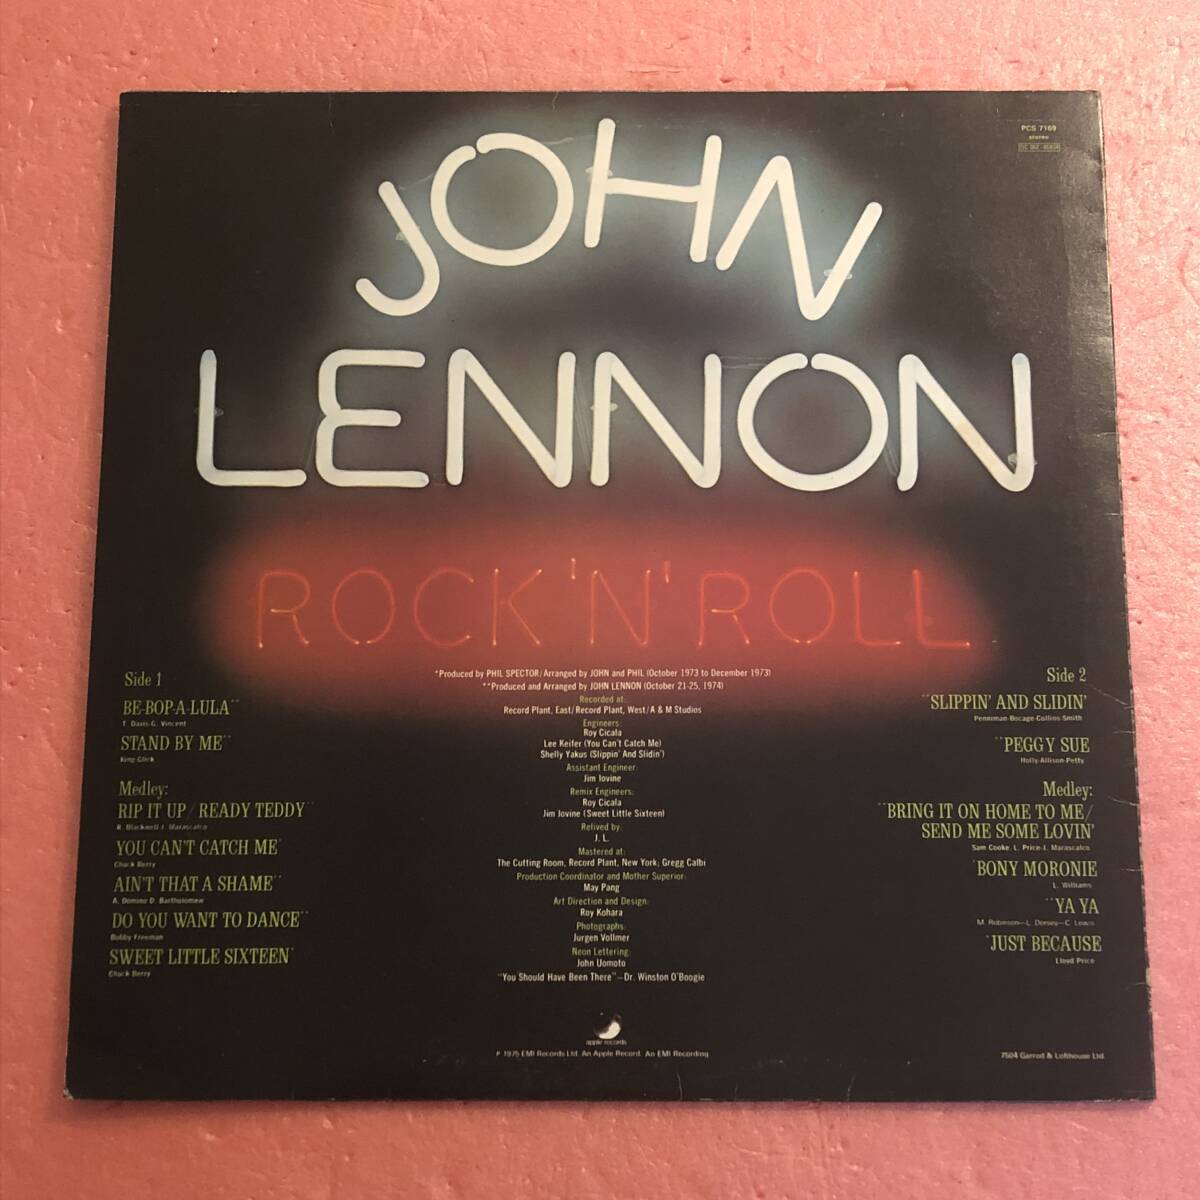 PCS 7169
stereo
JOHN
LENNON
ROCK 'N' ROLL
Side 1
BE-BOP-A-LULA**
T. Davis-G. Vincent
STAND BY ME**
King-Glick
Medley:
RIP IT UP/READY TEDDY**
R. Blackwell-J. Marascalco
YOU CAN'T CATCH ME*
Chuck Berry
AIN'T THAT A SHAME**
A. Domino D. Bartholomew
DO YOU WANT TO DANCE**
Bobby Freeman
SWEET LITTLE SIXTEEN*
Chuck Berry
*Produced by PHIL SPECTOR/Arranged by JOHN and PHIL (October 1973 to December 1973)
**Produced and Arranged by JOHN LENNON (October 21-25, 1974)
Recorded at:
Record Plant, East/Record Plant, West/A & M Studios
Engineers:
Roy Cicala
Lee Keifer (You Can't Catch Me)
Shelly Yakus (Slippin' And Slidin')
Assistant Engineer:
Jim Iovine
Remix Engineers:
Roy Cicala
Jim Iovine (Sweet Little Sixteen)
Relived by:
J. L.
Mastered at:
The Cutting Room, Record Plant, New York; Gregg Calbi
Production Coordinator and Mother Superior:
May Pang
Art Direction and Design:
Roy Kohara
Photographs:
Jurgen Vollmer
Neon Lettering:
John Uomoto
"You Should Have Been There"—Dr. Winston O'Boogie
Side 2
**SLIPPIN' AND SLIDIN'
Penniman-Bocage-Collins-Smith
**PEGGY SUE
Holly-Allison-Petty
Medley:
**BRING IT ON HOME TO ME/
SEND ME SOME LOVIN'
Sam Cooke L. Price-J. Marascalco
*BONY MORONIE
L. Williams
**YA YA
M. Robinson—L. Dorsey—C. Lewis
*JUST BECAUSE
Lloyd Price
apple records
℗ 1975 EMI Records Ltd. An Apple Record. An EMI Recording
7504 Garrod & Lofthouse Ltd.